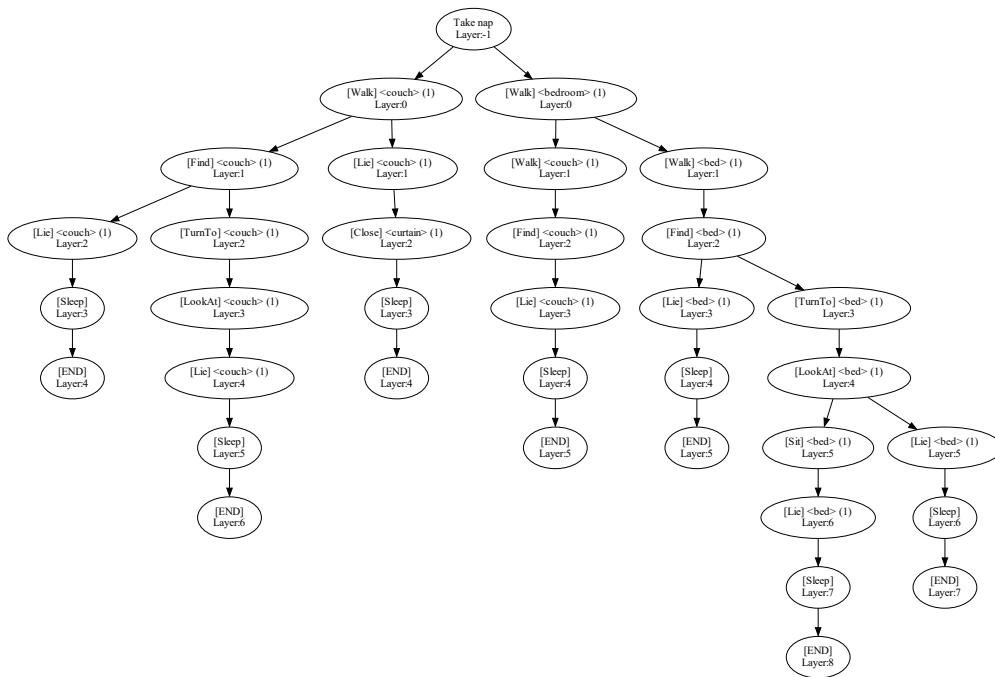 Take nap
Layer:-1
[Walk] <couch> (1)
Layer:0
[Walk] <bedroom> (1)
Layer:0
[Find] <couch> (1)
Layer:1
[Lie] <couch> (1)
Layer:1
[Walk] <couch> (1)
Layer:1
[Walk] <bed> (1)
Layer:1
[Lie] <couch> (1)
Layer:2
[TurnTo] <couch> (1)
Layer:2
[Close] <curtain> (1)
Layer:2
[Find] <couch> (1)
Layer:2
[Find] <bed> (1)
Layer:2
[Sleep]
Layer:3
[LookAt] <couch> (1)
Layer:3
[Sleep]
Layer:3
[Lie] <couch> (1)
Layer:3
[Lie] <bed> (1)
Layer:3
[TurnTo] <bed> (1)
Layer:3
[END]
Layer:4
[Lie] <couch> (1)
Layer:4
[END]
Layer:4
[Sleep]
Layer:4
[Sleep]
Layer:4
[LookAt] <bed> (1)
Layer:4
[Sleep]
Layer:5
[END]
Layer:5
[END]
Layer:5
[Sit] <bed> (1)
Layer:5
[Lie] <bed> (1)
Layer:5
[END]
Layer:6
[Lie] <bed> (1)
Layer:6
[Sleep]
Layer:6
[Sleep]
Layer:7
[END]
Layer:7
[END]
Layer:8